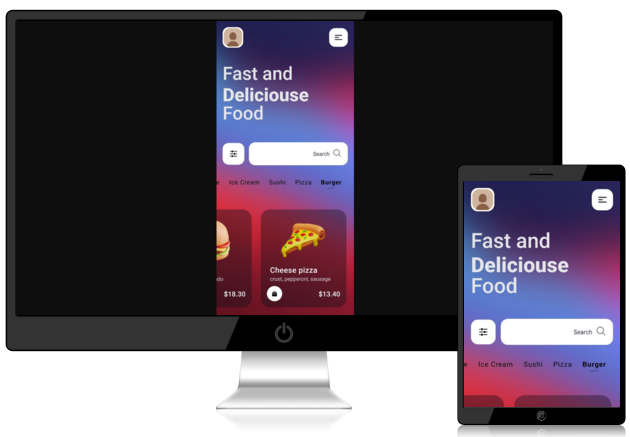 Fast and
Deliciouse
Food
Search
e Ice Cream Sushi Pizza Burger
do
$18.30
Cheese pizza
crust, pepperoni, sausage
$13.40
Fast and
Deliciouse
Food
Search
e Ice Cream Sushi Pizza Burger